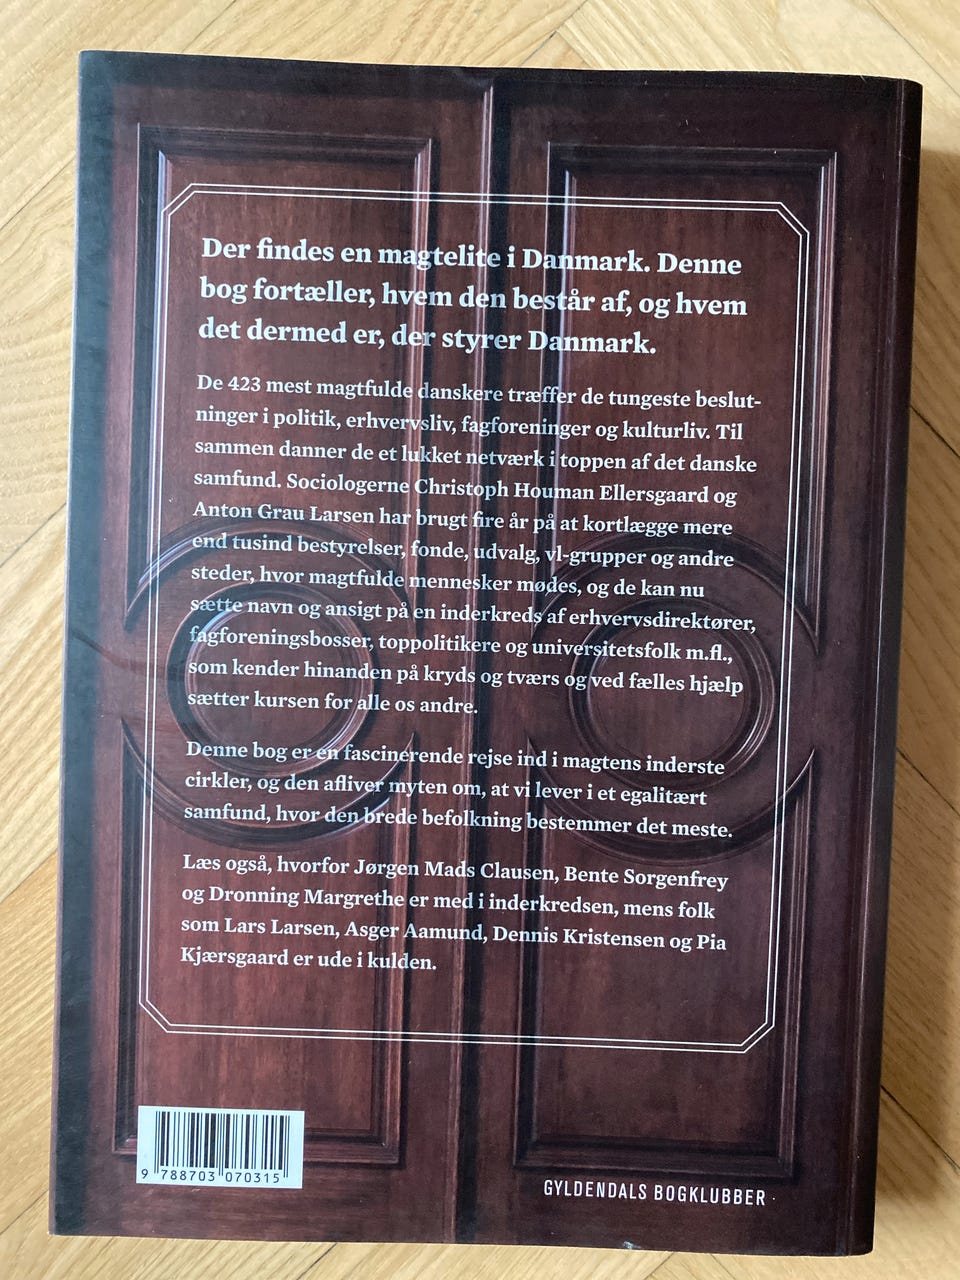 Der findes en magtelite i Danmark. Denne
bog fortæller, hvem den består af, og hvem
det dermed er, der styrer Danmark.
De 423 mest magtfulde danskere træffer de tungeste beslut-
ninger i politik, erhvervsliv, fagforeninger og kulturliv. Til
sammen danner de et lukket netværk i toppen af det danske
samfund. Sociologerne Christoph Houman Ellersgaard og
Anton Grau Larsen har brugt fire år på at kortlægge mere
end tusind bestyrelser, fonde, udvalg, vl-grupper og andre
steder, hvor magtfulde mennesker mødes, og de kan nu
sætte navn og ansigt på en inderkreds af erhvervsdirektører,
fagforeningsbosser, toppolitikere og universitetsfolk m.fl.,
som kender hinanden på kryds og tværs og ved fælles hjælp
sætter kursen for alle os andre.
Denne bog er en fascinerende rejse ind i magtens inderste
cirkler, og den afliver myten om, at vi lever i et egalitært
samfund, hvor den brede befolkning bestemmer det meste.
Læs også, hvorfor Jørgen Mads Clausen, Bente Sorgenfrey
og Dronning Margrethe er med i inderkredsen, mens folk
som Lars Larsen, Asger Aamund, Dennis Kristensen og Pia
Kjærsgaard er ude i kulden.
9 788703 070315
GYLDENDALS BOGKLUBBER